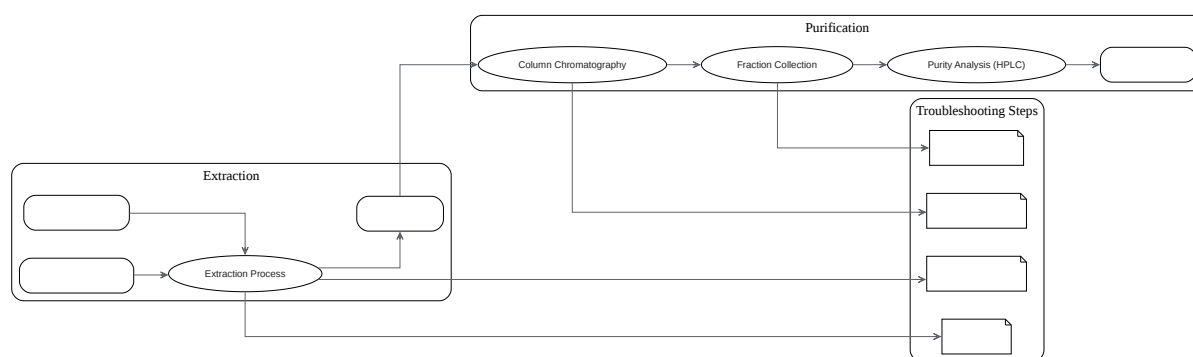 Purification
Column Chromatography
Fraction Collection
Purity Analysis (HPLC)
Troubleshooting Steps
Extraction
Extraction Process